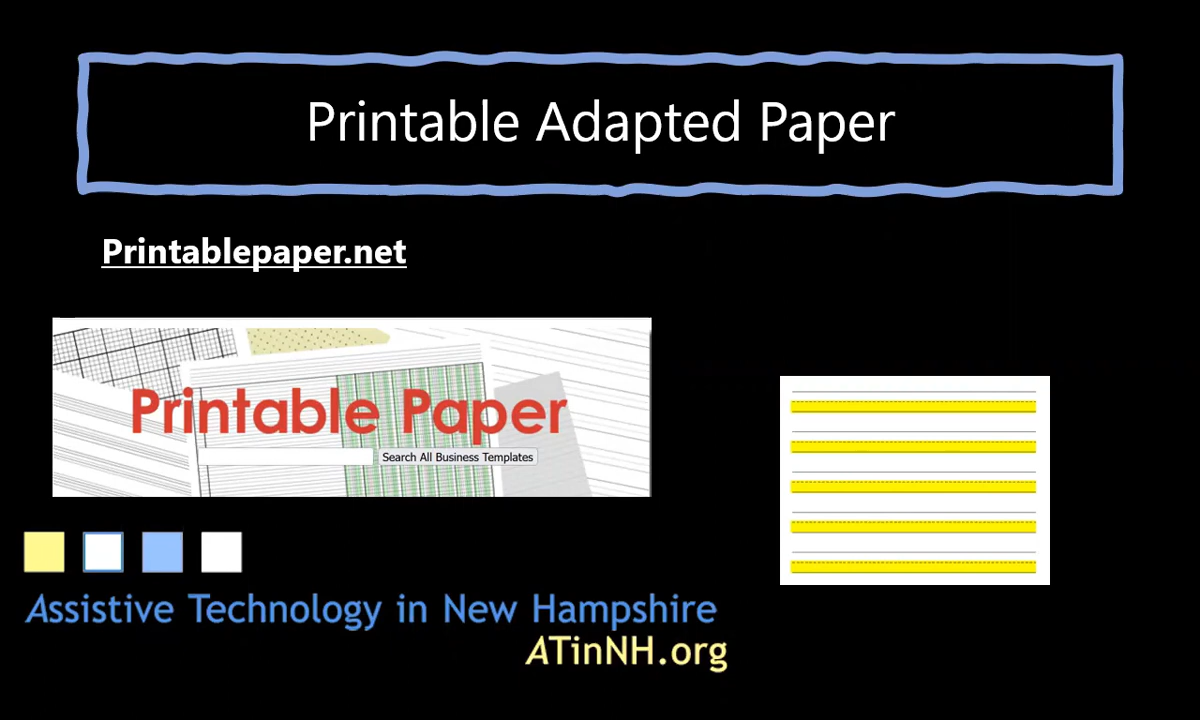 Printable Adapted Paper
Printablepaper.net
Printable Paper
Search All Business Templates
Assistive Technology in New Hampshire
ATinNH.org